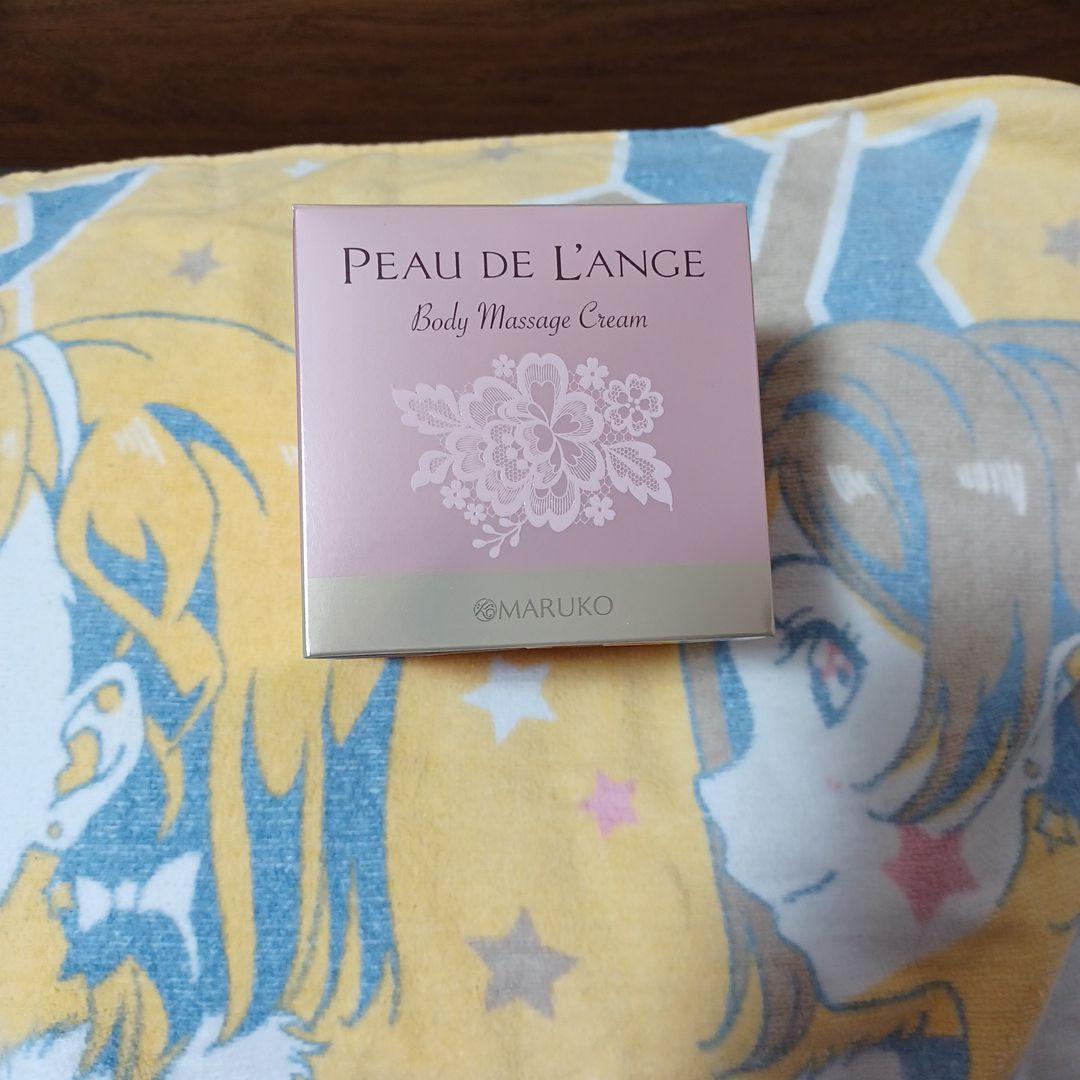 PEAU DE L'ANGE
Body Massage Cream
MARUKO